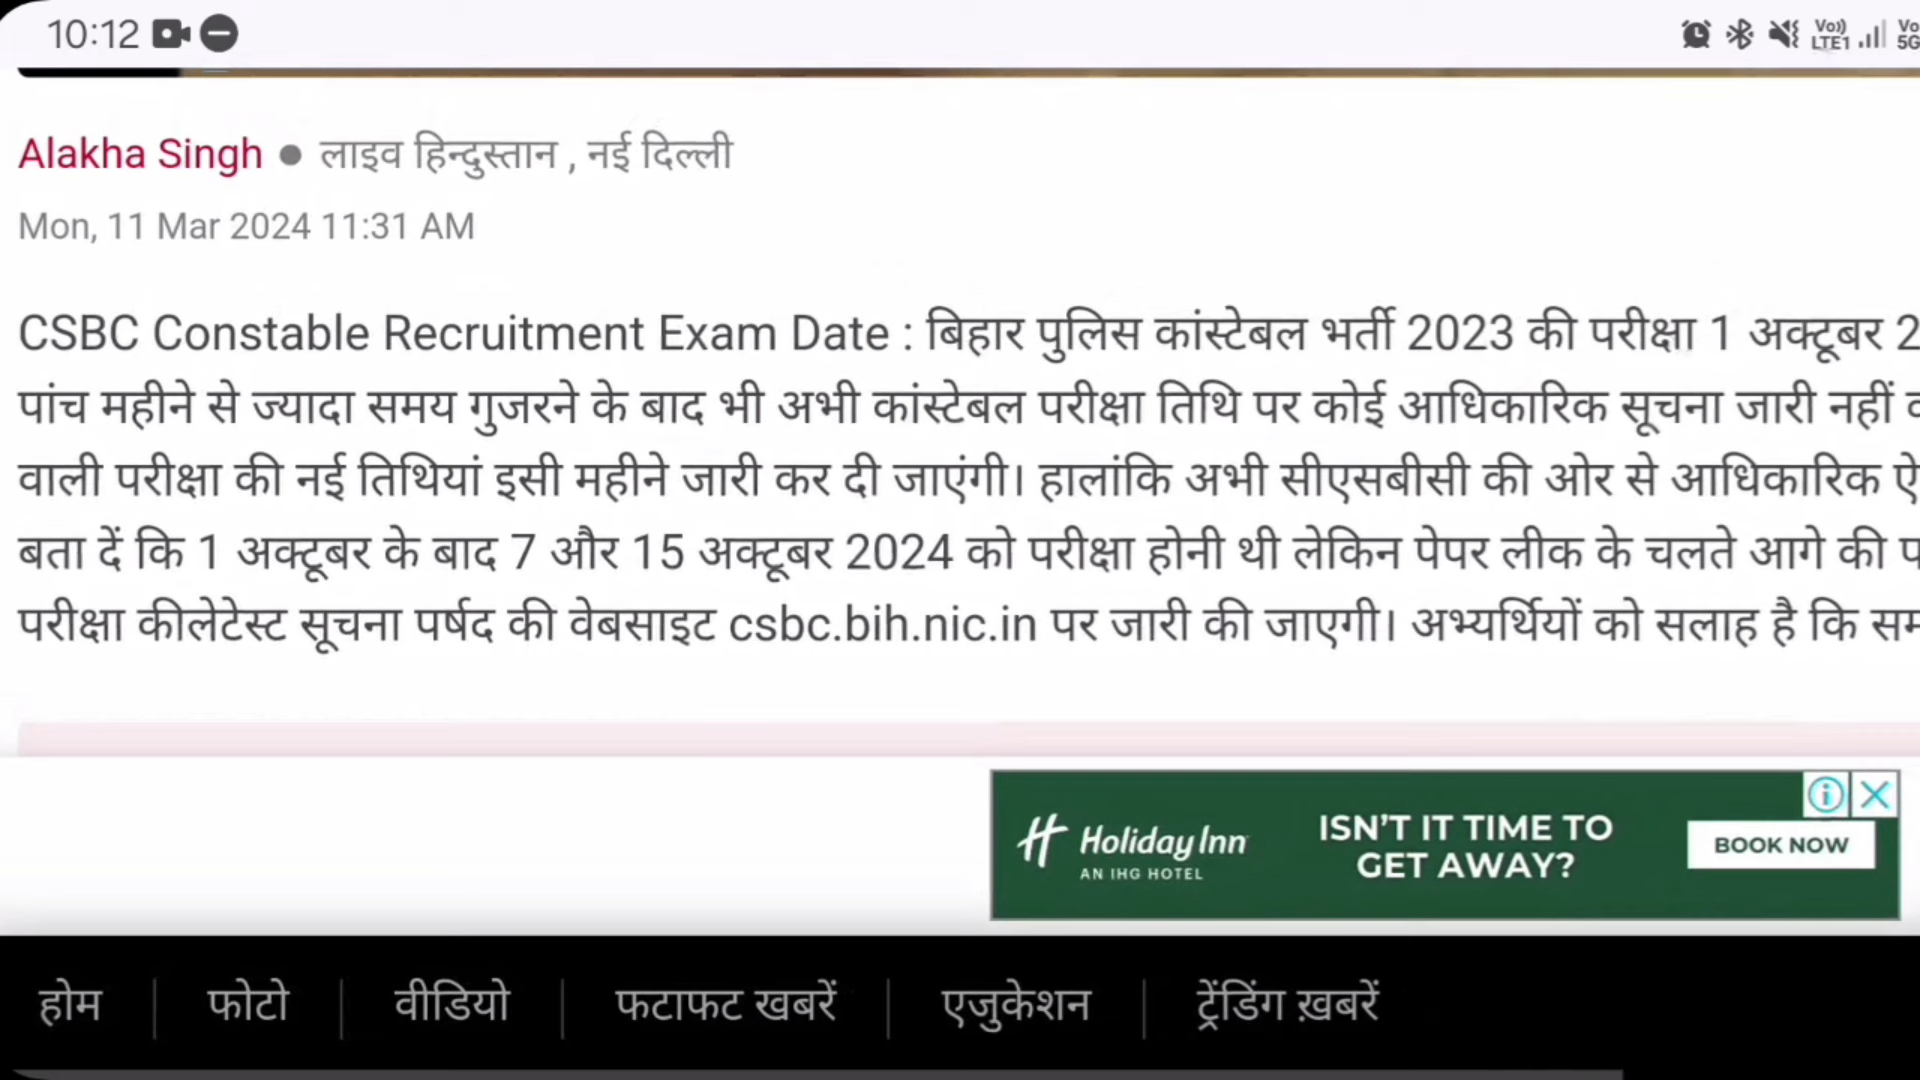 10:12
Vo)) LTE1
Alakha Singh ● लाइव हिन्दुस्तान , नई दिल्ली
Mon, 11 Mar 2024 11:31 AM
CSBC Constable Recruitment Exam Date : बिहार पुलिस कांस्टेबल भर्ती 2023 की परीक्षा 1 अक्टूबर
पांच महीने से ज्यादा समय गुजरने के बाद भी अभी कांस्टेबल परीक्षा तिथि पर कोई आधिकारिक सूचना जारी नहीं
वाली परीक्षा की नई तिथियां इसी महीने जारी कर दी जाएंगी। हालांकि अभी सीएसबीसी की ओर से आधिकारिक
बता दें कि 1 अक्टूबर के बाद 7 और 15 अक्टूबर 2024 को परीक्षा होनी थी लेकिन पेपर लीक के चलते आगे की
परीक्षा कीलेटेस्ट सूचना पर्षद की वेबसाइट csbc.bih.nic.in पर जारी की जाएगी। अभ्यर्थियों को सलाह है कि
Holiday Inn
AN IHG HOTEL
ISN'T IT TIME TO
GET AWAY?
BOOK NOW
होम फोटो वीडियो फटाफट खबरें एजुकेशन ट्रेंडिंग ख़बरें